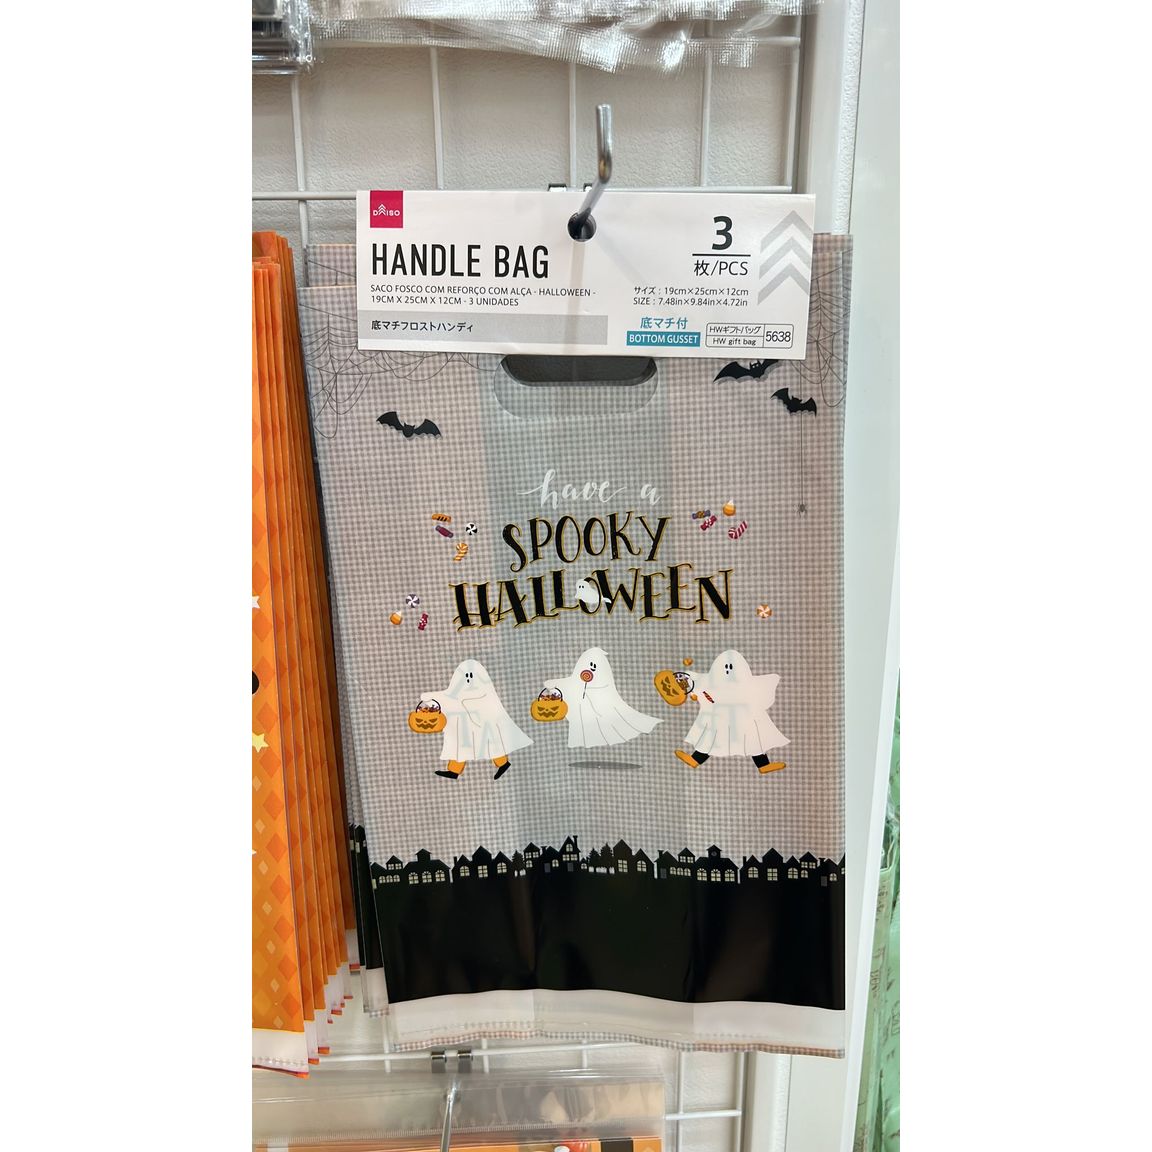 DAISO
HANDLE BAG
SACO FOSCO COM REFORÇO COM ALÇA - HALLOWEEN -
19CM X 25CM X 12CM - 3 UNIDADES
底マチフロストハンディ
3
枚/PCS
サイズ：19cm×25cm×12cm
SIZE：7.48in×9.84in×4.72in
底マチ付
BOTTOM GUSSET
HWギフトバッグ
HW gift bag
5638
have a
SPOOKY
HALLOWEEN